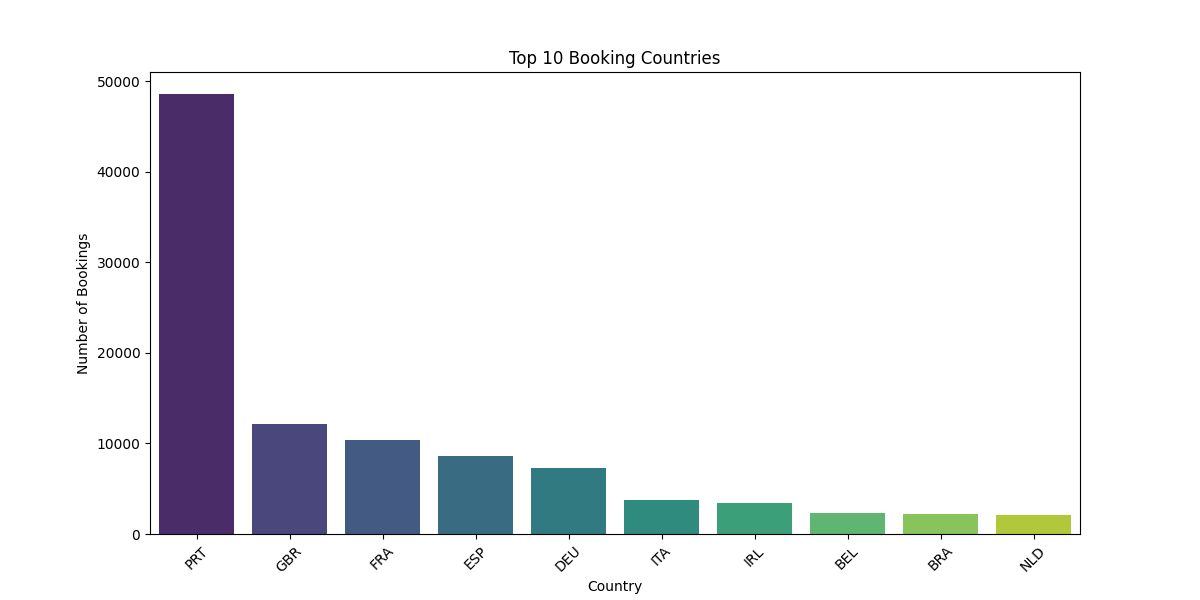 Top 10 Booking Countries
Number of Bookings
50000
40000
30000
20000
10000
0
PRT
GBR
FRA
ESP
DEU
ITA
IRL
BEL
BRA
NLD
Country